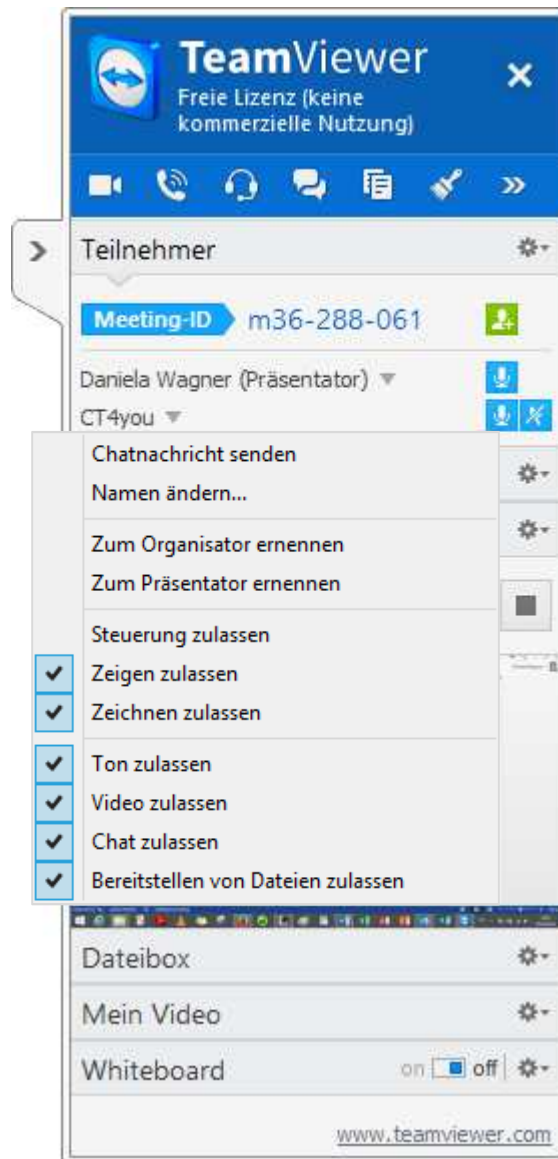 TeamViewer
Freie Lizenz (keine
kommerzielle Nutzung)
Teilnehmer
Meeting-ID m36-288-061
Daniela Wagner (Präsentator)
CT4you
Chatnachricht senden
Namen ändern...
Zum Organisator ernennen
Zum Präsentator ernennen
Steuerung zulassen
Zeigen zulassen
Zeichnen zulassen
Ton zulassen
Video zulassen
Chat zulassen
Bereitstellen von Dateien zulassen
Dateibox
Mein Video
Whiteboard on off
www.teamviewer.com